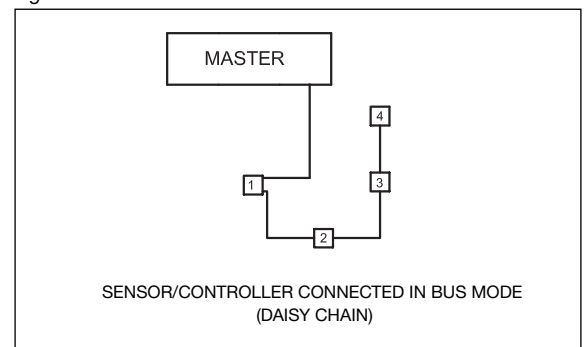 MASTER
4
1
3
2
SENSOR/CONTROLLER CONNECTED IN BUS MODE
(DAISY CHAIN)